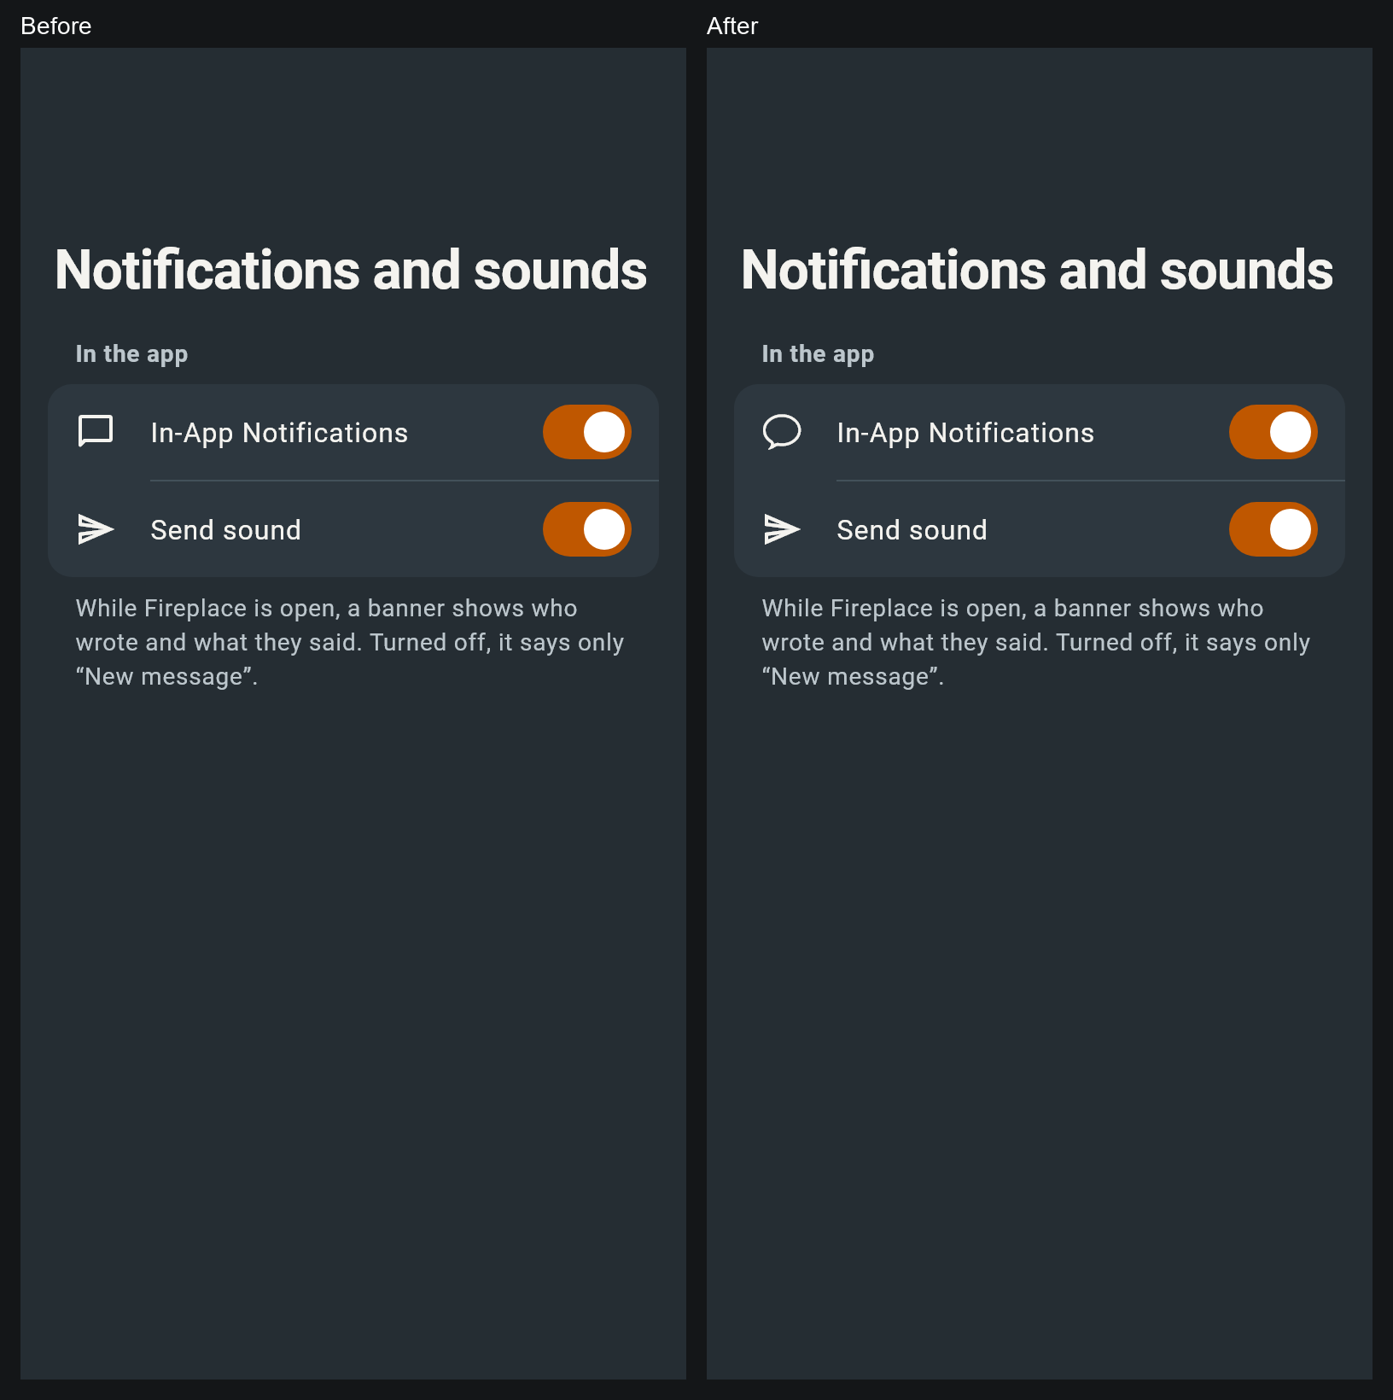 Before
Notifications and sounds
In the app
In-App Notifications
Send sound
While Fireplace is open, a banner shows who
wrote and what they said. Turned off, it says only
“New message”.
After
Notifications and sounds
In the app
In-App Notifications
Send sound
While Fireplace is open, a banner shows who
wrote and what they said. Turned off, it says only
“New message”.